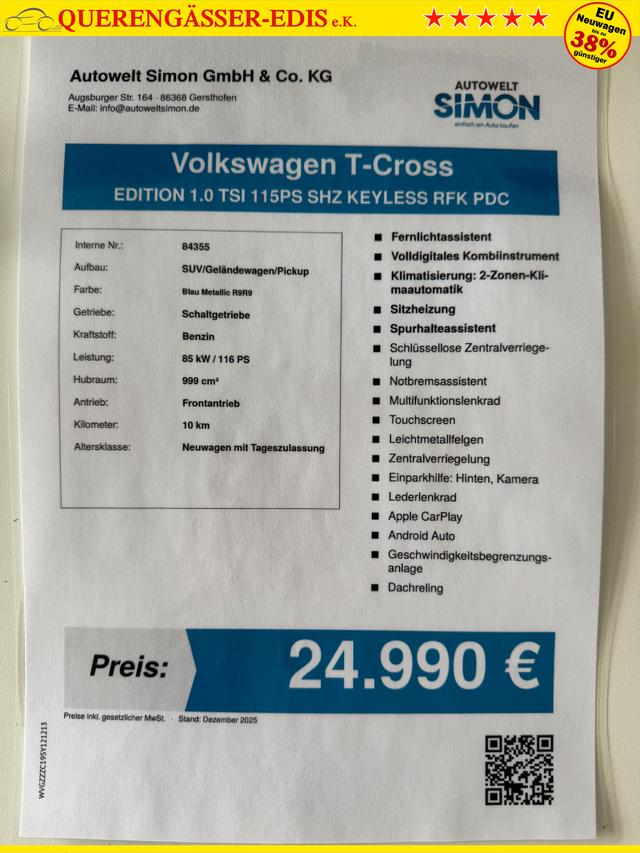 QUERENGÄSSER-EDIS e.K.
EU
Neuwagen
bis zu
38%
günstiger
Autowelt Simon GmbH & Co. KG
Augsburger Str. 164 · 86368 Gersthofen
E-Mail: info@autoweltsimon.de
AUTOWELT
SIMON
einfach ein Auto kaufen
Volkswagen T-Cross
EDITION 1.0 TSI 115PS SHZ KEYLESS RFK PDC
Interne Nr.: 84355
Aufbau: SUV/Geländewagen/Pickup
Farbe: Blau Metallic R9R9
Getriebe: Schaltgetriebe
Kraftstoff: Benzin
Leistung: 85 kW / 116 PS
Hubraum: 999 cm³
Antrieb: Frontantrieb
Kilometer: 10 km
Altersklasse: Neuwagen mit Tageszulassung
Fernlichtassistent
Volldigitales Kombiinstrument
Klimatisierung: 2-Zonen-Kli-
maautomatik
Sitzheizung
Spurhalteassistent
Schlüssellose Zentralverriege-
lung
Notbremsassistent
Multifunktionslenkrad
Touchscreen
Leichtmetallfelgen
Zentralverriegelung
Einparkhilfe: Hinten, Kamera
Lederlenkrad
Apple CarPlay
Android Auto
Geschwindigkeitsbegrenzungs-
anlage
Dachreling
Preis: 24.990 €
Preise inkl. gesetzlicher MwSt. · Stand: Dezember 2025
WVGZZZC19SY121213